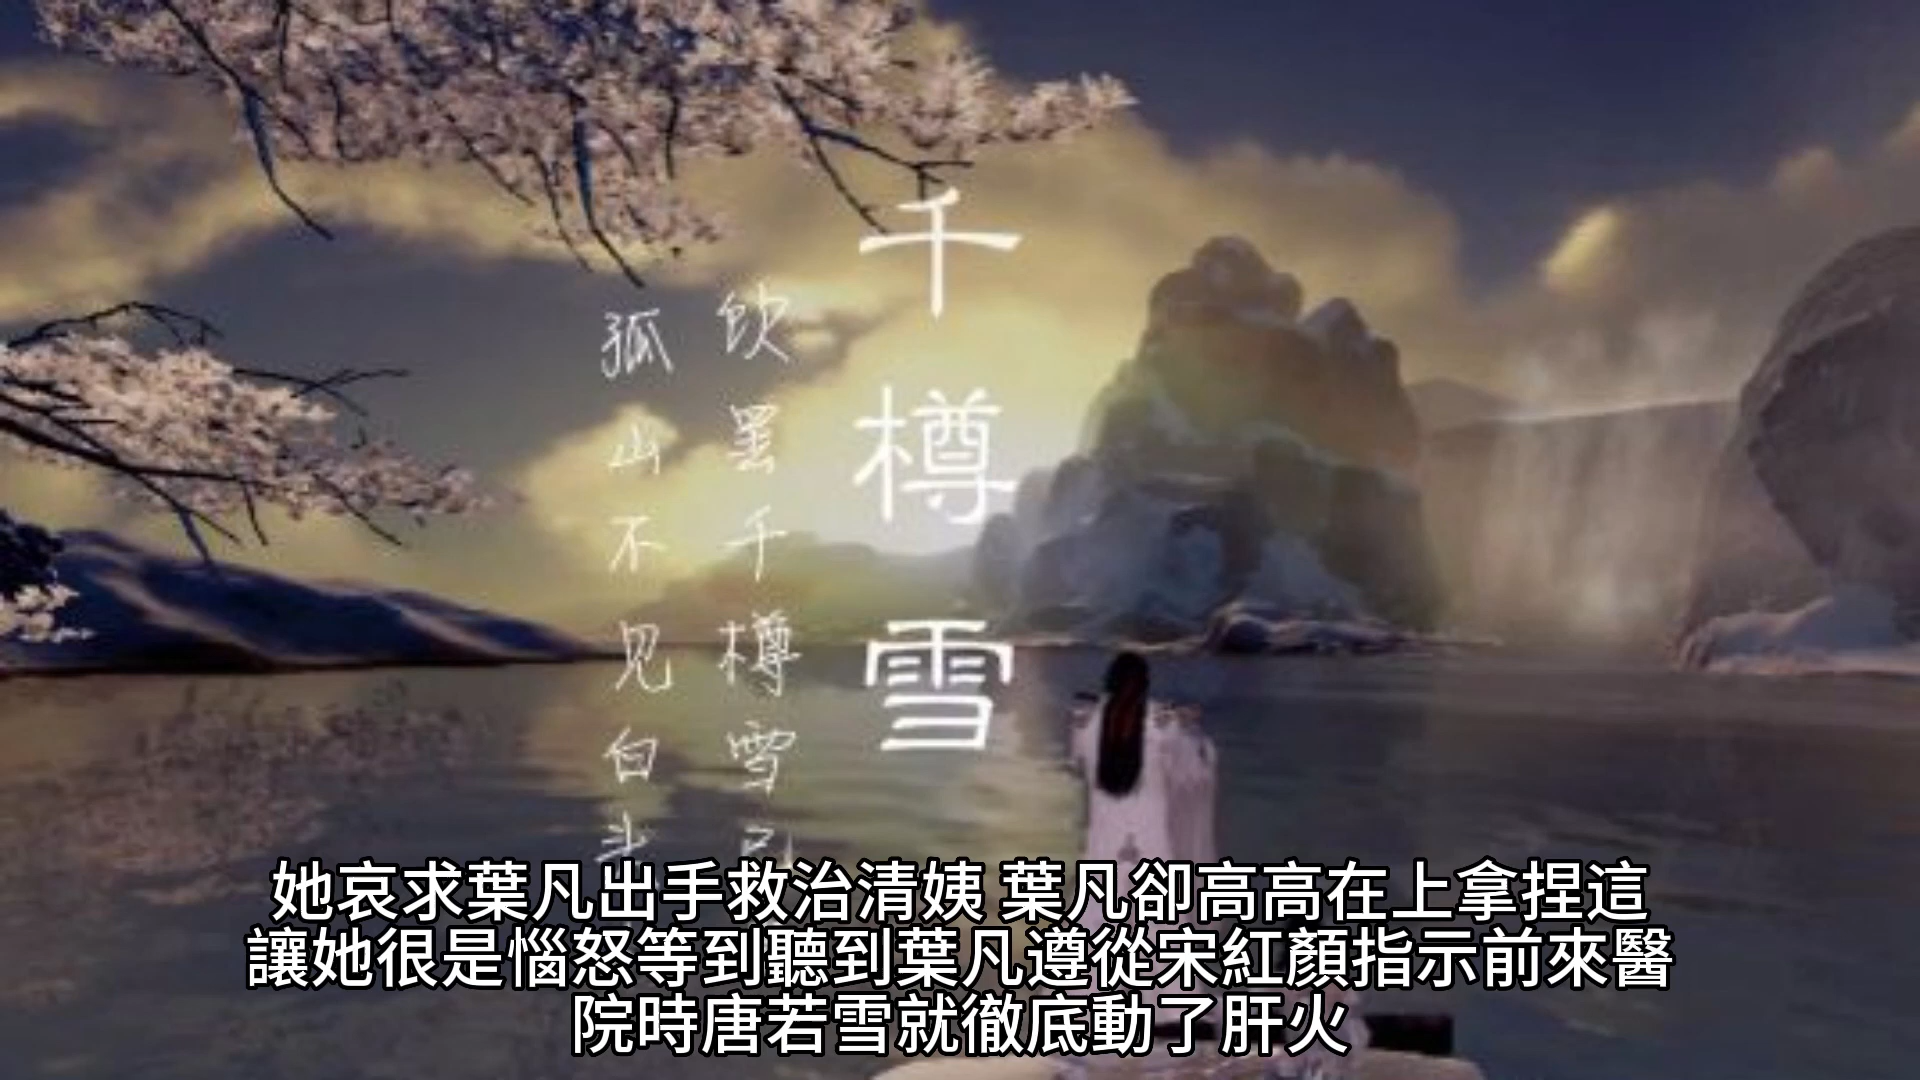 千樽雪
饮罢千樽雪
孤山不见白
她哀求葉凡出手救治清姨 葉凡卻高高在上拿捏這
讓她很是惱怒等到聽到葉凡遵從宋紅顏指示前來醫
院時唐若雪就徹底動了肝火